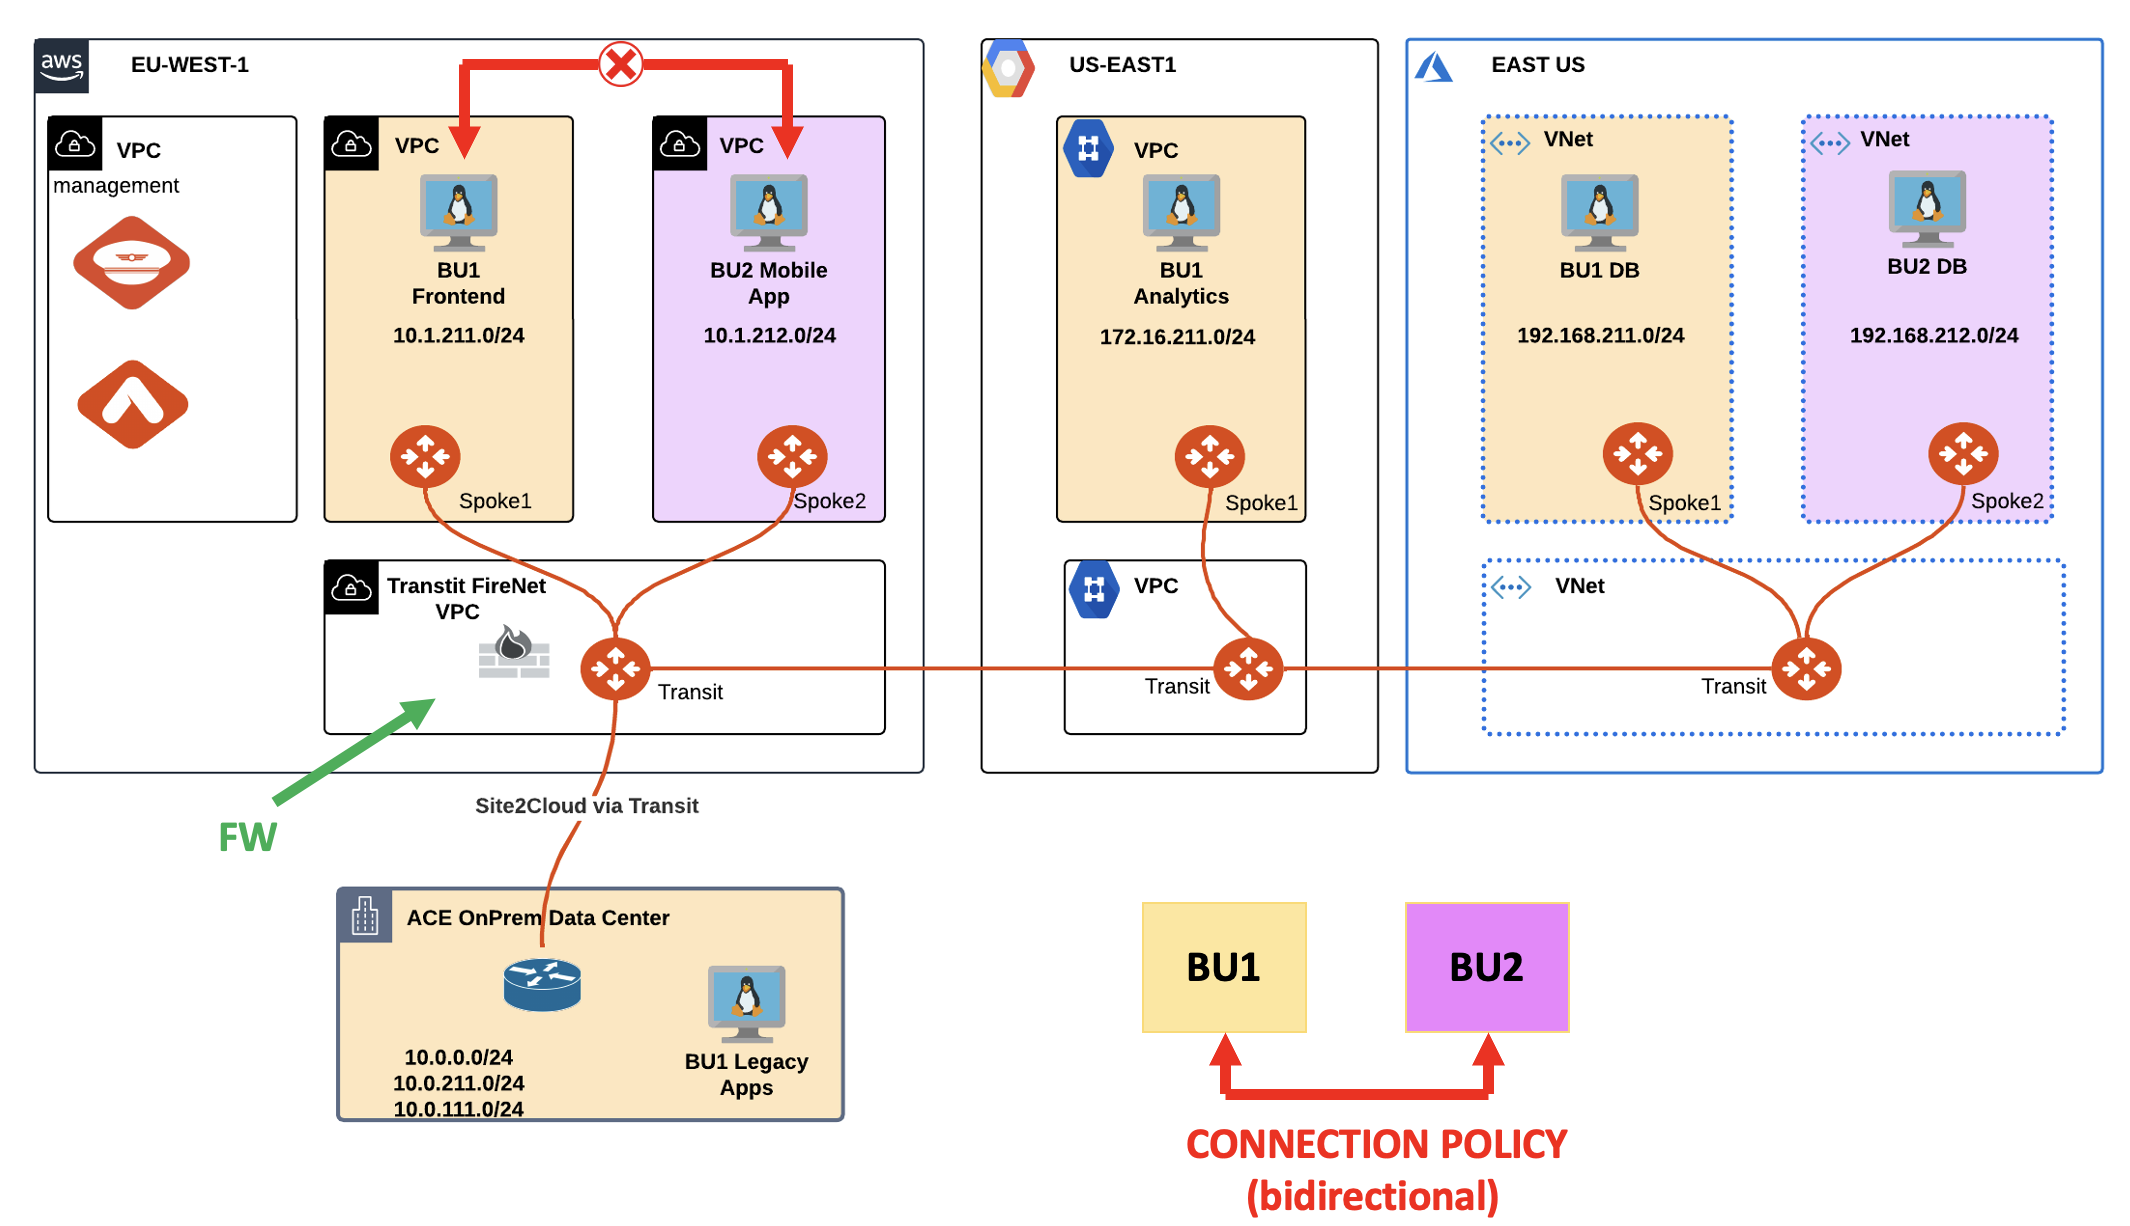 aws
EU-WEST-1
US-EAST1
EAST US
VPC
management
VPC
BU1
Frontend
10.1.211.0/24
Spoke1
VPC
BU2 Mobile
App
10.1.212.0/24
Spoke2
VPC
BU1
Analytics
172.16.211.0/24
Spoke1
VNet
BU1 DB
192.168.211.0/24
Spoke1
VNet
BU2 DB
192.168.212.0/24
Spoke2
Transtit FireNet
VPC
Transit
VPC
Transit
VNet
Transit
FW
Site2Cloud via Transit
ACE OnPrem Data Center
10.0.0.0/24
10.0.211.0/24
10.0.111.0/24
BU1 Legacy
Apps
BU1
BU2
CONNECTION POLICY
(bidirectional)